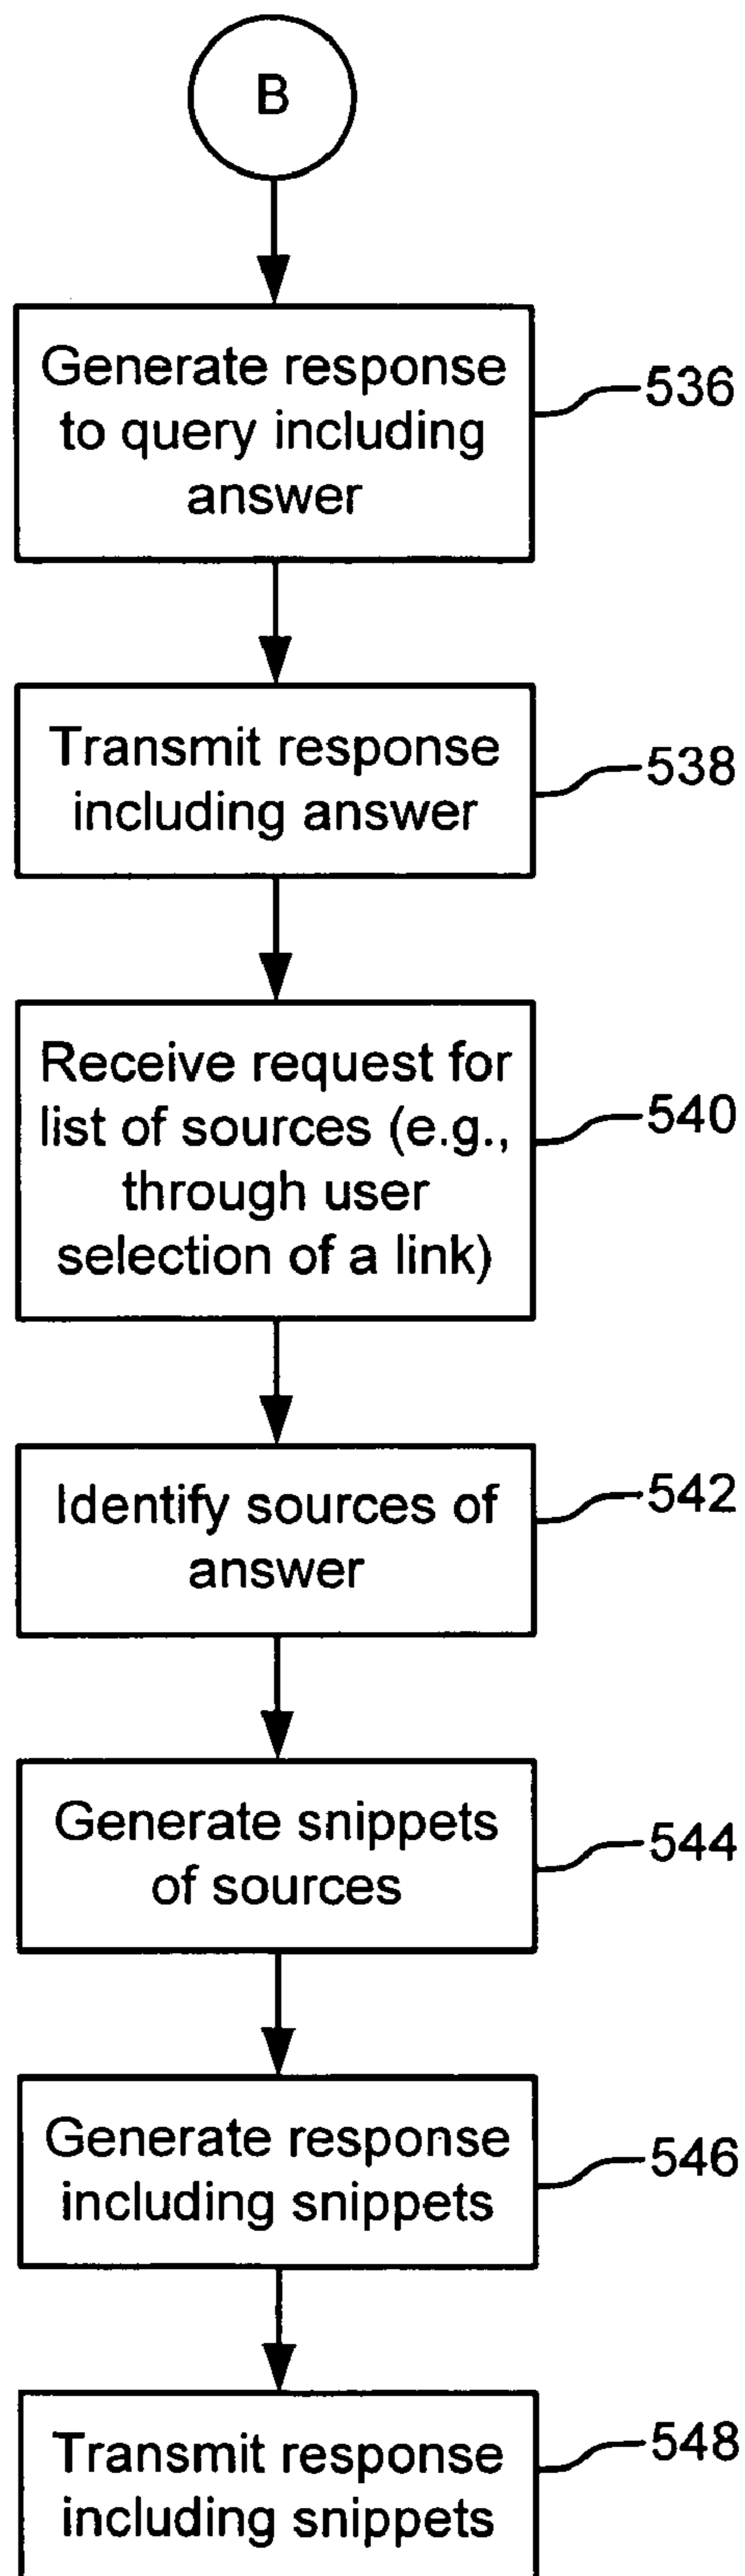 B
Generate response
to query including
answer
536
Transmit response
including answer
538
Receive request for
list of sources (e.g.,
through user
selection of a link)
540
Identify sources of
answer
542
Generate snippets
of sources
544
Generate response
including snippets
546
Transmit response
including snippets
548